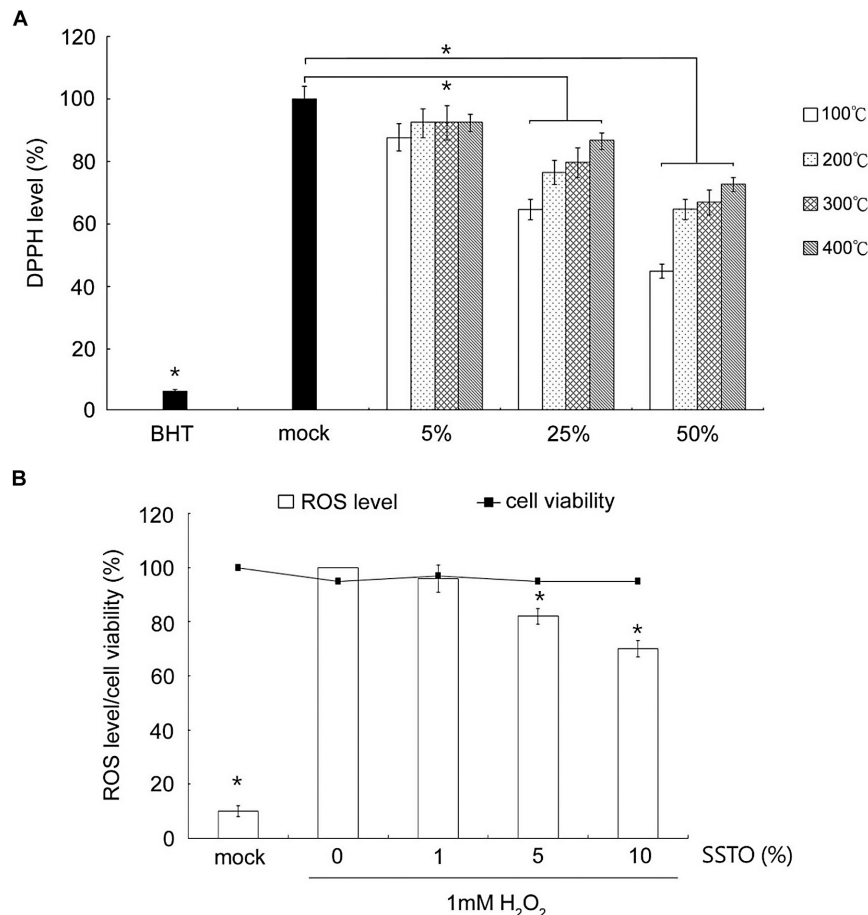 A
120
100
80
60
40
20
0
DPPH level (%)
*
*
*
BHT
mock
5%
25%
50%
100℃
200℃
300℃
400℃
B
ROS level
cell viability
120
100
80
60
40
20
0
ROS level/cell viability (%)
*
*
*
mock
0
1
5
10
SSTO (%)
1mM H₂O₂